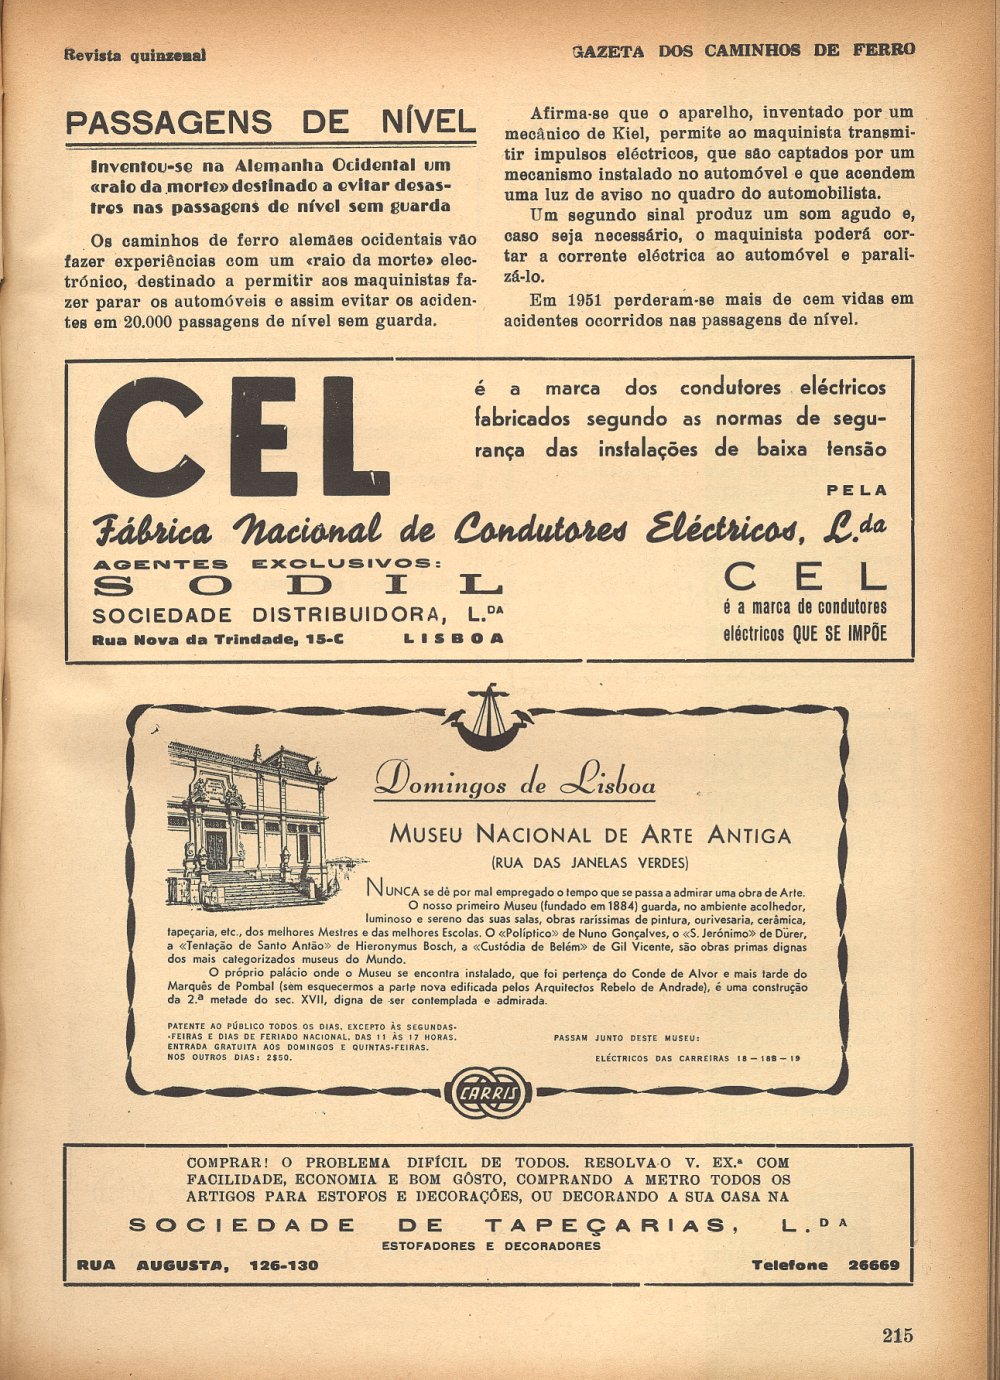 Revista quinzenal
GAZETA DOS CAMINHOS DE FERRO
PASSAGENS DE NÍVEL
Inventou-se na Alemanha Ocidental um
«raio da morte» destinado a evitar desas-
tres nas passagens de nível sem guarda
Os caminhos de ferro alemães ocidentais vão
fazer experiências com um «raio da morte» elec-
trónico, destinado a permitir aos maquinistas fa-
zer parar os automóveis e assim evitar os aciden-
tes em 20.000 passagens de nível sem guarda.
Afirma-se que o aparelho, inventado por um
mecânico de Kiel, permite ao maquinista transmi-
tir impulsos eléctricos, que são captados por um
mecanismo instalado no automóvel e que acendem
uma luz de aviso no quadro do automobilista.
Um segundo sinal produz um som agudo e,
caso seja necessário, o maquinista poderá cor-
tar a corrente eléctrica ao automóvel e parali-
zá-lo.
Em 1951 perderam-se mais de cem vidas em
acidentes ocorridos nas passagens de nível.
CEL
é a marca dos condutores eléctricos
fabricados segundo as normas de segu-
rança das instalações de baixa tensão
PELA
Fábrica Nacional de Condutores Eléctricos, L.da
AGENTES EXCLUSIVOS:
SODIL
SOCIEDADE DISTRIBUIDORA, L.DA
Rua Nova da Trindade, 15-C LISBOA
CEL
é a marca de condutores
eléctricos QUE SE IMPÕE
Domingos de Lisboa
MUSEU NACIONAL DE ARTE ANTIGA
(RUA DAS JANELAS VERDES)
NUNCA se dê por mal empregado o tempo que se passa a admirar uma obra de Arte.
O nosso primeiro Museu (fundado em 1884) guarda, no ambiente acolhedor,
luminoso e sereno das suas salas, obras raríssimas de pintura, ourivesaria, cerâmica,
tapeçaria, etc., dos melhores Mestres e das melhores Escolas. O «Políptico» de Nuno Gonçalves, o «S. Jerónimo» de Dürer,
a «Tentação de Santo Antão» de Hieronymus Bosch, a «Custódia de Belém» de Gil Vicente, são obras primas dignas
dos mais categorizados museus do Mundo.
O próprio palácio onde o Museu se encontra instalado, que foi pertença do Conde de Alvor e mais tarde do
Marquês de Pombal (sem esquecermos a parte nova edificada pelos Arquitectos Rebelo de Andrade), é uma construção
da 2.ª metade do sec. XVII, digna de ser contemplada e admirada.
PATENTE AO PÚBLICO TODOS OS DIAS, EXCEPTO ÀS SEGUNDAS-
-FEIRAS E DIAS DE FERIADO NACIONAL, DAS 11 ÀS 17 HORAS.
ENTRADA GRATUITA AOS DOMINGOS E QUINTAS-FEIRAS.
NOS OUTROS DIAS: 2$50.
PASSAM JUNTO DESTE MUSEU:
ELÉCTRICOS DAS CARREIRAS 18 — 18B — 19
CARRIS
COMPRAR! O PROBLEMA DIFÍCIL DE TODOS. RESOLVA-O V. EX.ª COM
FACILIDADE, ECONOMIA E BOM GÔSTO, COMPRANDO A METRO TODOS OS
ARTIGOS PARA ESTOFOS E DECORAÇÕES, OU DECORANDO A SUA CASA NA
SOCIEDADE DE TAPEÇARIAS, L.DA
ESTOFADORES E DECORADORES
RUA AUGUSTA, 126-130
Telefone 26669
215